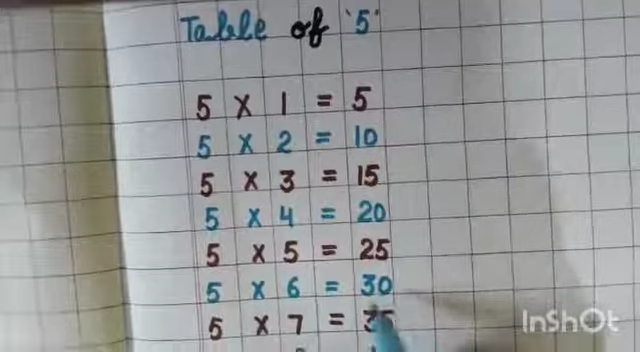 Table of '5'
5 X 1 = 5
5 X 2 = 10
5 X 3 = 15
5 X 4 = 20
5 X 5 = 25
5 X 6 = 30
5 X 7 = 35
InShOt